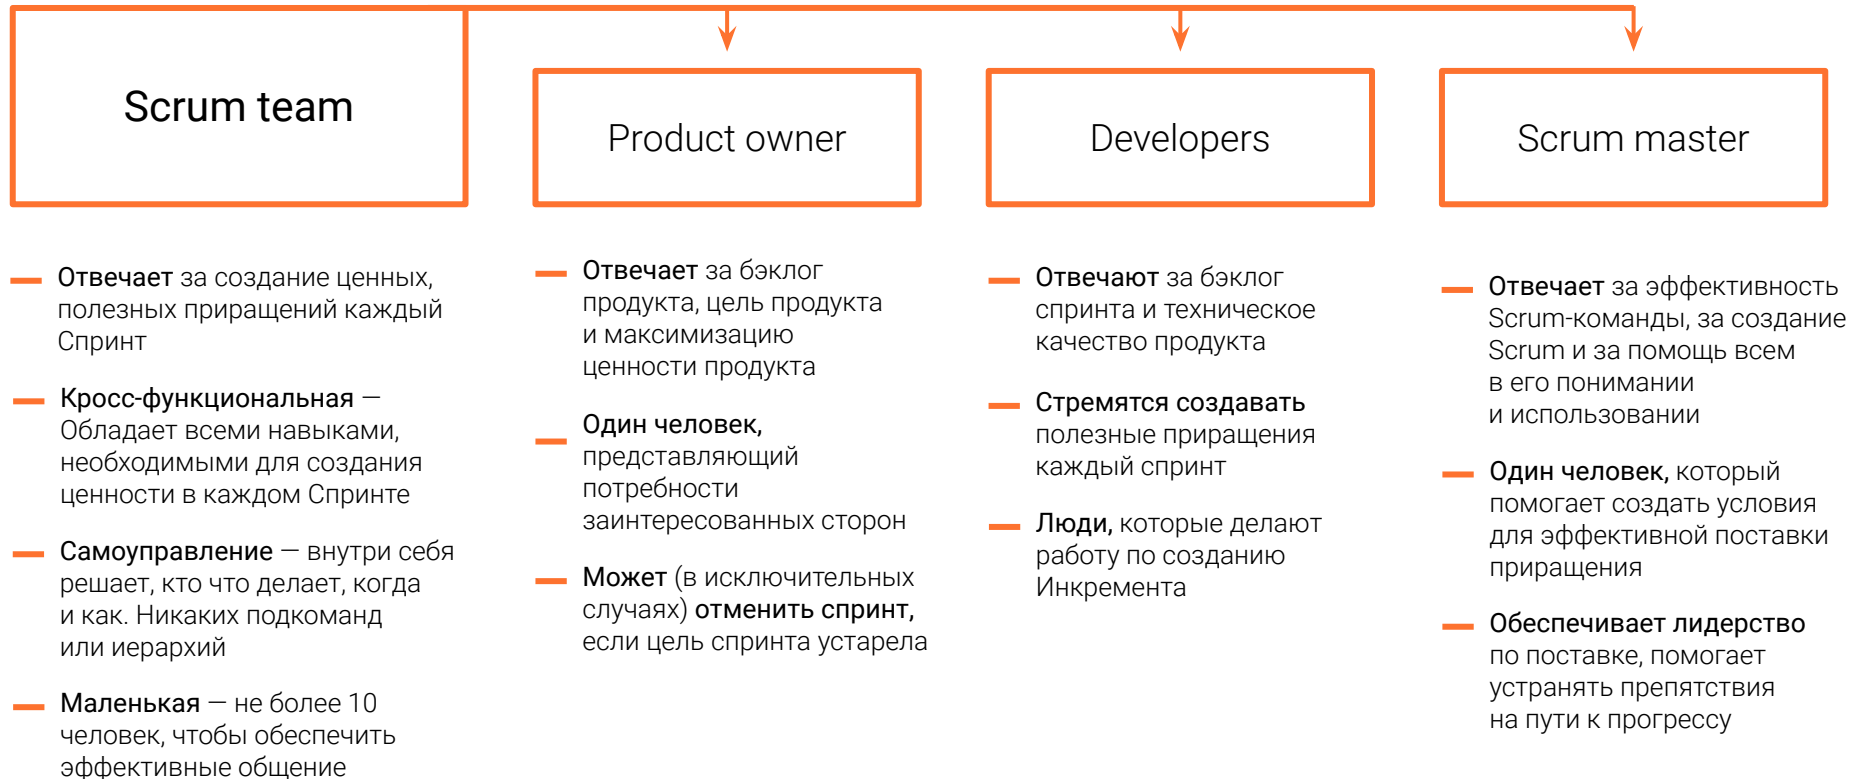 Scrum team
Product owner
Developers
Scrum master
Отвечает за создание ценных,
полезных приращений каждый
Спринт
Кросс-функциональная —
Обладает всеми навыками,
необходимыми для создания
ценности в каждом Спринте
Самоуправление — внутри себя
решает, кто что делает, когда
и как. Никаких подкоманд
или иерархий
Маленькая — не более 10
человек, чтобы обеспечить
эффективные общение
Отвечает за бэклог
продукта, цель продукта
и максимизацию
ценности продукта
Один человек,
представляющий
потребности
заинтересованных сторон
Может (в исключительных
случаях) отменить спринт,
если цель спринта устарела
Отвечают за бэклог
спринта и техническое
качество продукта
Стремятся создавать
полезные приращения
каждый спринт
Люди, которые делают
работу по созданию
Инкремента
Отвечает за эффективность
Scrum-команды, за создание
Scrum и за помощь всем
в его понимании
и использовании
Один человек, который
помогает создать условия
для эффективной поставки
приращения
Обеспечивает лидерство
по поставке, помогает
устранять препятствия
на пути к прогрессу